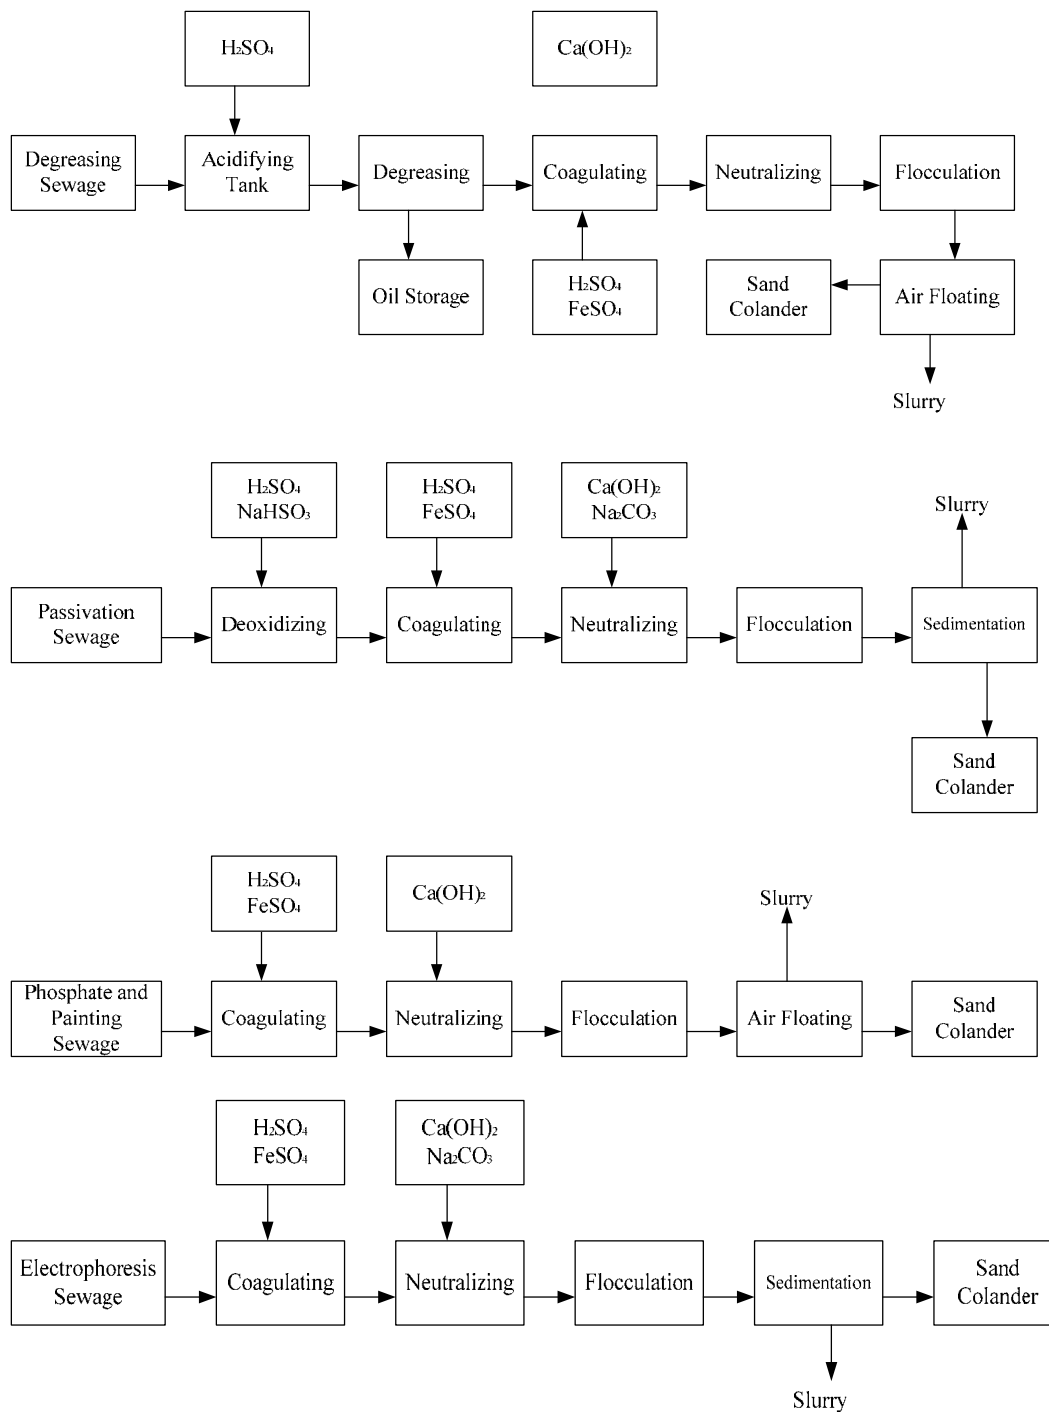 H₂SO₄
Ca(OH)₂
Degreasing
Sewage
Acidifying
Tank
Degreasing
Coagulating
Neutralizing
Flocculation
Oil Storage
H₂SO₄
FeSO₄
Sand
Colander
Air Floating
Slurry
H₂SO₄
NaHSO₃
H₂SO₄
FeSO₄
Ca(OH)₂
Na₂CO₃
Slurry
Passivation
Sewage
Deoxidizing
Coagulating
Neutralizing
Flocculation
Sedimentation
Sand
Colander
H₂SO₄
FeSO₄
Ca(OH)₂
Slurry
Phosphate and
Painting
Sewage
Coagulating
Neutralizing
Flocculation
Air Floating
Sand
Colander
H₂SO₄
FeSO₄
Ca(OH)₂
Na₂CO₃
Electrophoresis
Sewage
Coagulating
Neutralizing
Flocculation
Sedimentation
Sand
Colander
Slurry